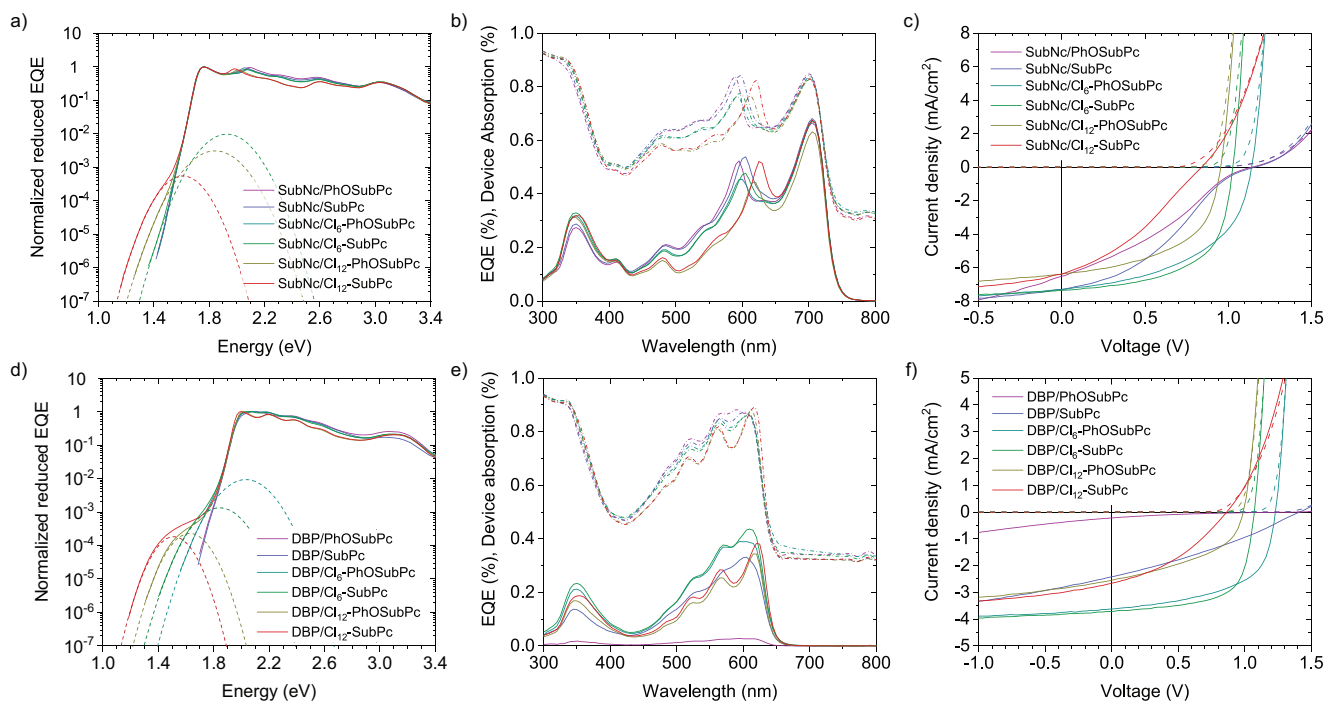 a)
Normalized reduced EQE
1
10-1
10-2
10-3
10-4
10-5
10-6
10-7
SubNc/PhOSubPc
SubNc/SubPc
SubNc/Cl6-PhOSubPc
SubNc/Cl6-SubPc
SubNc/Cl12-PhOSubPc
SubNc/Cl12-SubPc
1.0 1.4 1.8 2.2 2.6 3.0 3.4
Energy (eV)
b)
EQE (%), Device Absorption (%)
1.0
0.8
0.6
0.4
0.2
0.0
300 400 500 600 700 800
Wavelength (nm)
c)
Current density (mA/cm2)
8
6
4
2
0
-2
-4
-6
-8
SubNc/PhOSubPc
SubNc/SubPc
SubNc/Cl6-PhOSubPc
SubNc/Cl6-SubPc
SubNc/Cl12-PhOSubPc
SubNc/Cl12-SubPc
-0.5 0.0 0.5 1.0 1.5
Voltage (V)
d)
Normalized reduced EQE
101
1
10-1
10-2
10-3
10-4
10-5
10-6
10-7
DBP/PhOSubPc
DBP/SubPc
DBP/Cl6-PhOSubPc
DBP/Cl6-SubPc
DBP/Cl12-PhOSubPc
DBP/Cl12-SubPc
1.0 1.4 1.8 2.2 2.6 3.0 3.4
Energy (eV)
e)
EQE (%), Device absorption (%)
1.0
0.8
0.6
0.4
0.2
0.0
300 400 500 600 700 800
Wavelength (nm)
f)
Current density (mA/cm2)
5
4
3
2
1
0
-1
-2
-3
-4
-5
DBP/PhOSubPc
DBP/SubPc
DBP/Cl6-PhOSubPc
DBP/Cl6-SubPc
DBP/Cl12-PhOSubPc
DBP/Cl12-SubPc
-1.0 -0.5 0.0 0.5 1.0 1.5
Voltage (V)